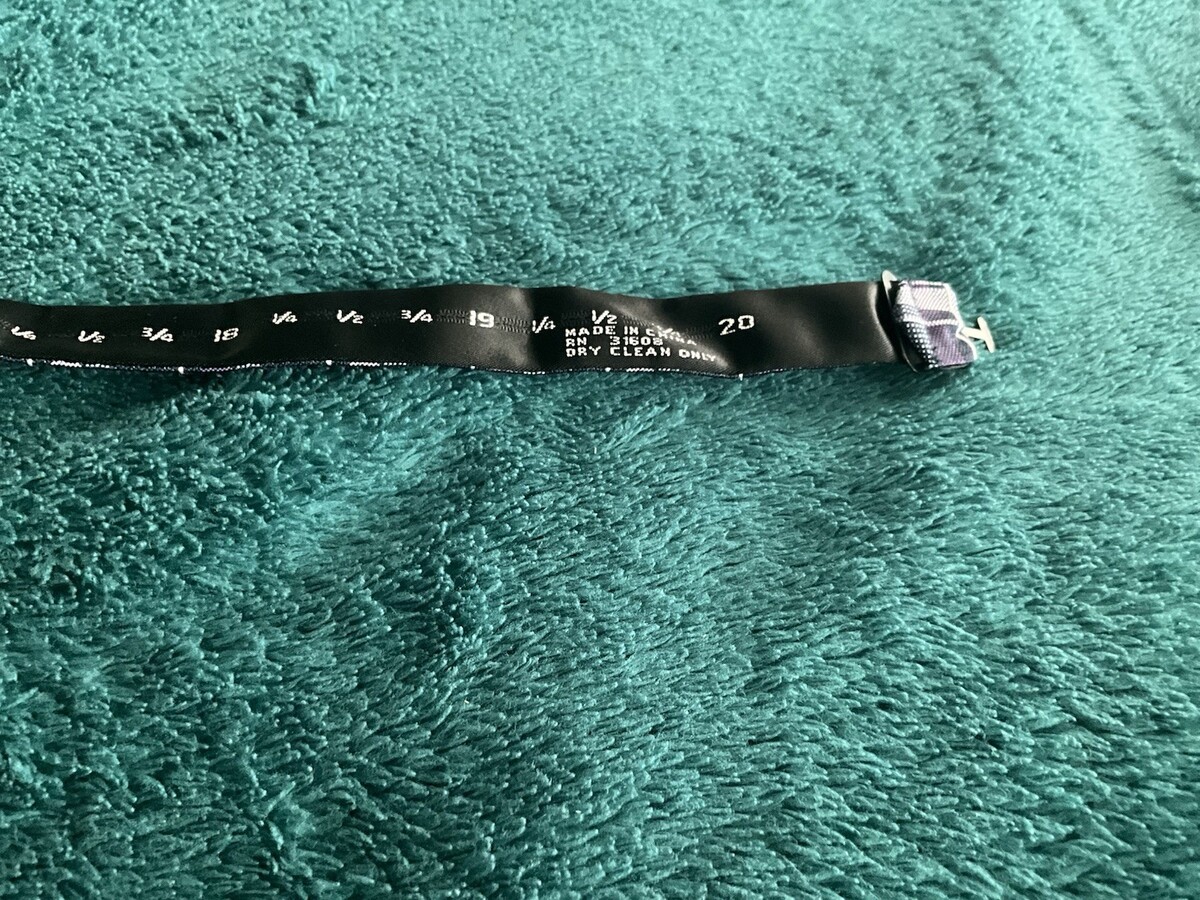 1/2 3/4 18 1/4 1/2 3/4 19 1/4 1/2 20
MADE IN CHINA
RN 31608
DRY CLEAN ONLY